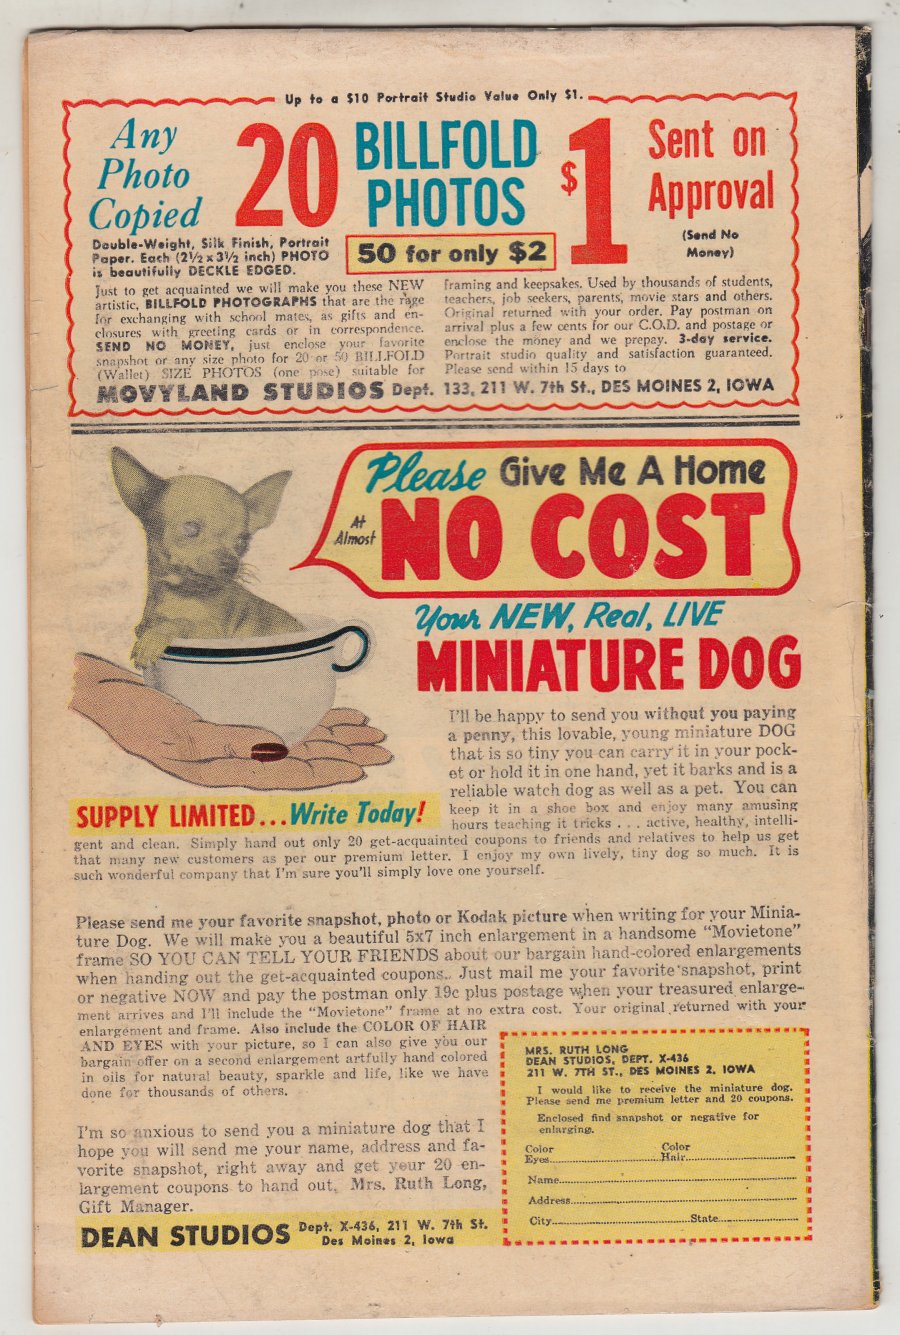 Up to a $10 Portrait Studio Value Only $1.
Any
Photo
Copied
20
BILLFOLD
PHOTOS
50 for only $2
$1
Sent on
Approval
(Send No
Money)
Double-Weight, Silk Finish, Portrait
Paper. Each (2½ x 3½ inch) PHOTO
is beautifully DECKLE EDGED.
Just to get acquainted we will make you these NEW
artistic, BILLFOLD PHOTOGRAPHS that are the rage
for exchanging with school mates, as gifts and en-
closures with greeting cards or in correspondence.
SEND NO MONEY, just enclose your favorite
snapshot or any size photo for 20 or 50 BILLFOLD
(Wallet) SIZE PHOTOS (one pose) suitable for
framing and keepsakes. Used by thousands of students,
teachers, job seekers, parents, movie stars and others.
Original returned with your order. Pay postman on
arrival plus a few cents for our C.O.D. and postage or
enclose the money and we prepay. 3-day service.
Portrait studio quality and satisfaction guaranteed.
Please send within 15 days to
MOVYLAND STUDIOS Dept. 133, 211 W. 7th St., DES MOINES 2, IOWA
Please Give Me A Home
At
Almost
NO COST
Your NEW, Real, LIVE
MINIATURE DOG
I'll be happy to send you without you paying
a penny, this lovable, young miniature DOG
that is so tiny you can carry it in your pock-
et or hold it in one hand, yet it barks and is a
reliable watch dog as well as a pet. You can
keep it in a shoe box and enjoy many amusing
hours teaching it tricks . . . active, healthy, intelli-
SUPPLY LIMITED...Write Today!
gent and clean. Simply hand out only 20 get-acquainted coupons to friends and relatives to help us get
that many new customers as per our premium letter. I enjoy my own lively, tiny dog so much. It is
such wonderful company that I'm sure you'll simply love one yourself.
Please send me your favorite snapshot, photo or Kodak picture when writing for your Minia-
ture Dog. We will make you a beautiful 5x7 inch enlargement in a handsome "Movietone"
frame SO YOU CAN TELL YOUR FRIENDS about our bargain hand-colored enlargements
when handing out the get-acquainted coupons. Just mail me your favorite snapshot, print
or negative NOW and pay the postman only 19c plus postage when your treasured enlarge-
ment arrives and I'll include the "Movietone" frame at no extra cost. Your original returned with your
enlargement and frame. Also include the COLOR OF HAIR
AND EYES with your picture, so I can also give you our
bargain offer on a second enlargement artfully hand colored
in oils for natural beauty, sparkle and life, like we have
done for thousands of others.
I'm so anxious to send you a miniature dog that I
hope you will send me your name, address and fa-
vorite snapshot, right away and get your 20 en-
largement coupons to hand out. Mrs. Ruth Long,
Gift Manager.
DEAN STUDIOS Dept. X-436, 211 W. 7th St.
Des Moines 2, Iowa
MRS. RUTH LONG
DEAN STUDIOS, DEPT. X-436
211 W. 7TH ST., DES MOINES 2, IOWA
I would like to receive the miniature dog.
Please send me premium letter and 20 coupons.
Enclosed find snapshot or negative for
enlarging.
Color Color
Eyes Hair
Name
Address
City State